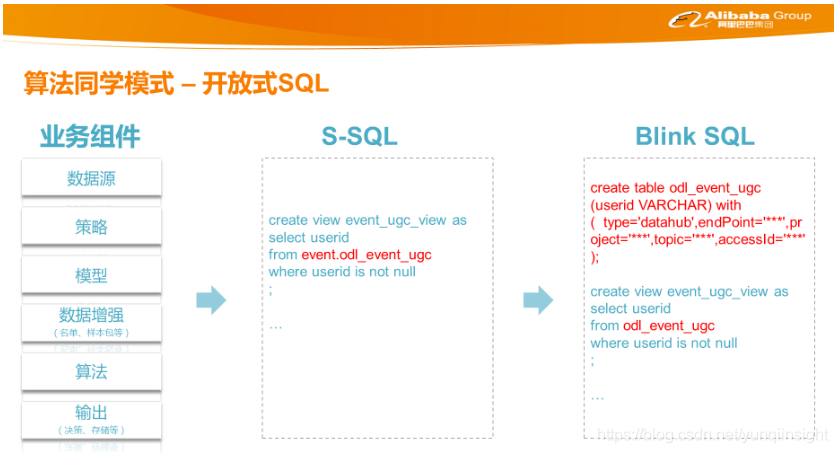 Alibaba Group
阿里巴巴集团
算法同学模式 – 开放式SQL
业务组件
数据源
策略
模型
数据增强
（名单、样本包等）
算法
输出
（决策、存储等）
S-SQL
create view event_ugc_view as
select userid
from event.odl_event_ugc
where userid is not null
;
…
Blink SQL
create table odl_event_ugc
(userid VARCHAR) with
( type='datahub',endPoint='***',pr
oject='***',topic='***',accessId='***'
);
create view event_ugc_view as
select userid
from odl_event_ugc
where userid is not null
;
…
https://blog.csdn.net/yunqiinsight